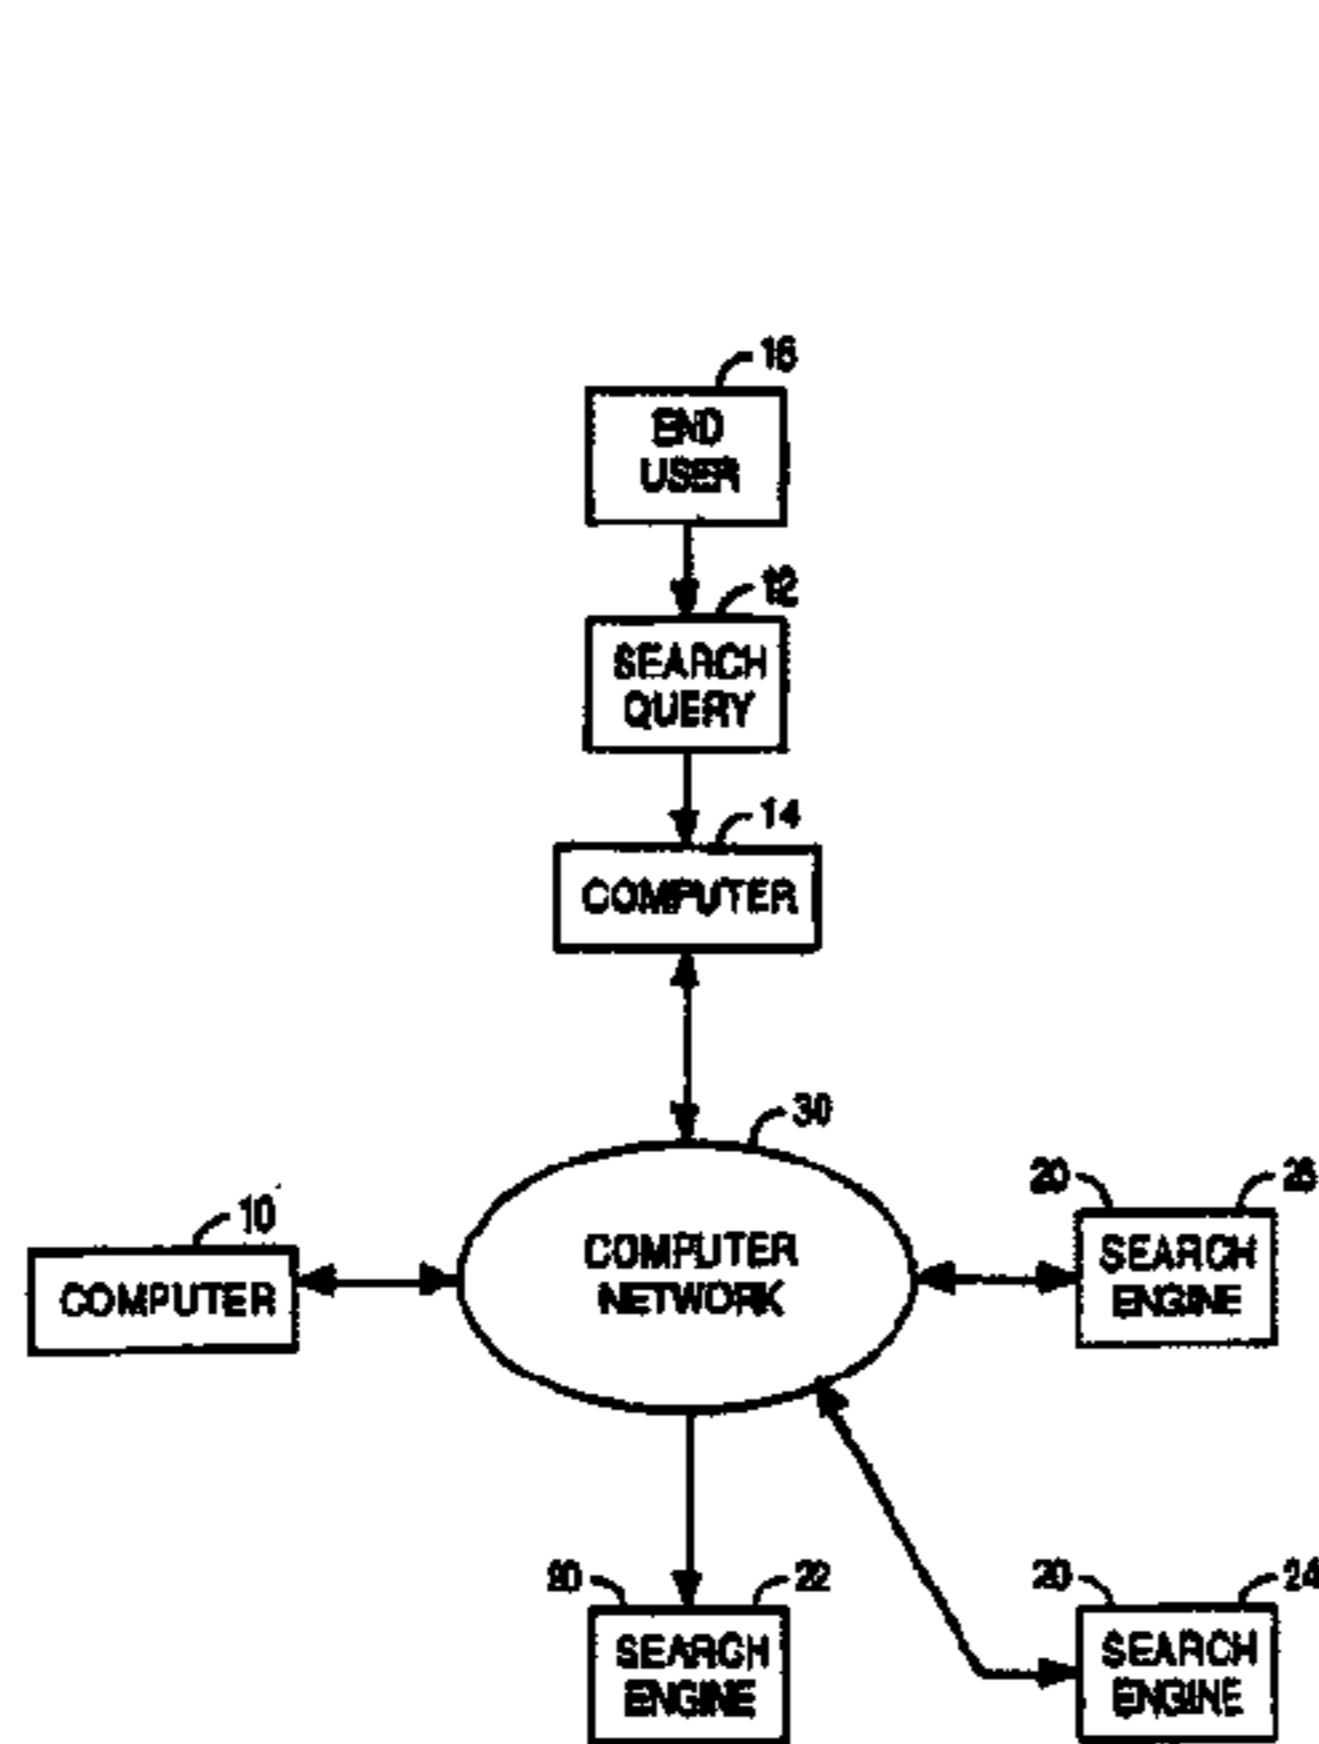 16
END
USER
12
SEARCH
QUERY
14
COMPUTER
30
COMPUTER
NETWORK
10
COMPUTER
20
SEARCH
ENGINE
20
22
SEARCH
ENGINE
20
24
SEARCH
ENGINE